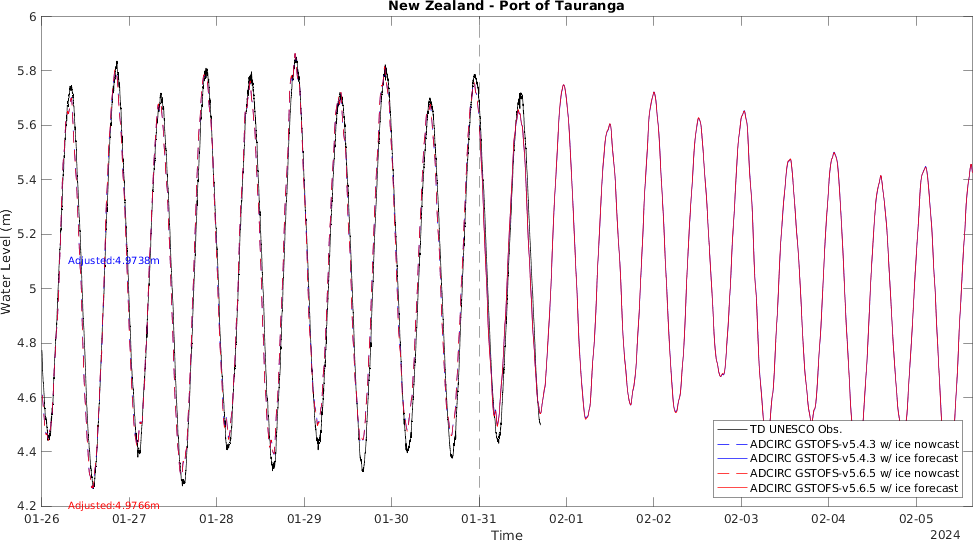 New Zealand - Port of Tauranga
6
5.8
5.6
5.4
5.2
5
4.8
4.6
4.4
4.2
Water Level (m)
Adjusted:4.9738m
Adjusted:4.9766m
TD UNESCO Obs.
ADCIRC GSTOFS-v5.4.3 w/ ice nowcast
ADCIRC GSTOFS-v5.4.3 w/ ice forecast
ADCIRC GSTOFS-v5.6.5 w/ ice nowcast
ADCIRC GSTOFS-v5.6.5 w/ ice forecast
01-26 01-27 01-28 01-29 01-30 01-31 02-01 02-02 02-03 02-04 02-05
Time
2024